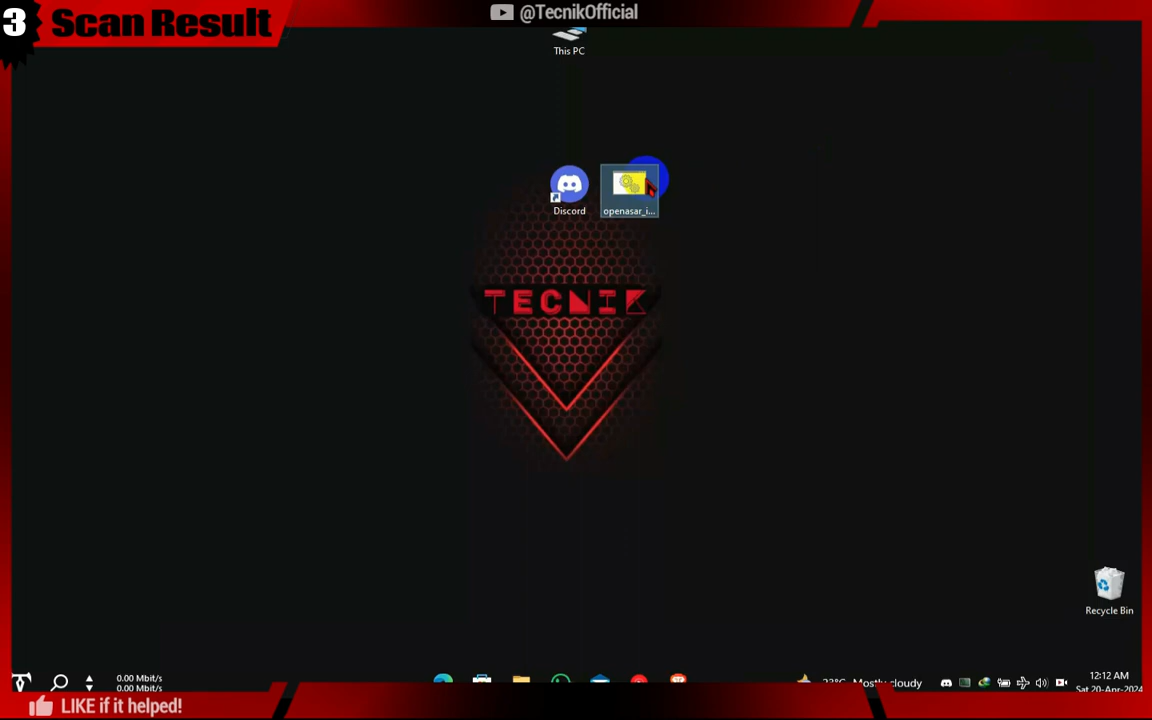 3 Scan Result
@TecnikOfficial
This PC
Discord
openasar_i...
TECNIK
Recycle Bin
0.00 Mbit/s
0.00 Mbit/s
Mostly cloudy
12:12 AM
Sat 20-Apr-2024
LIKE if it helped!